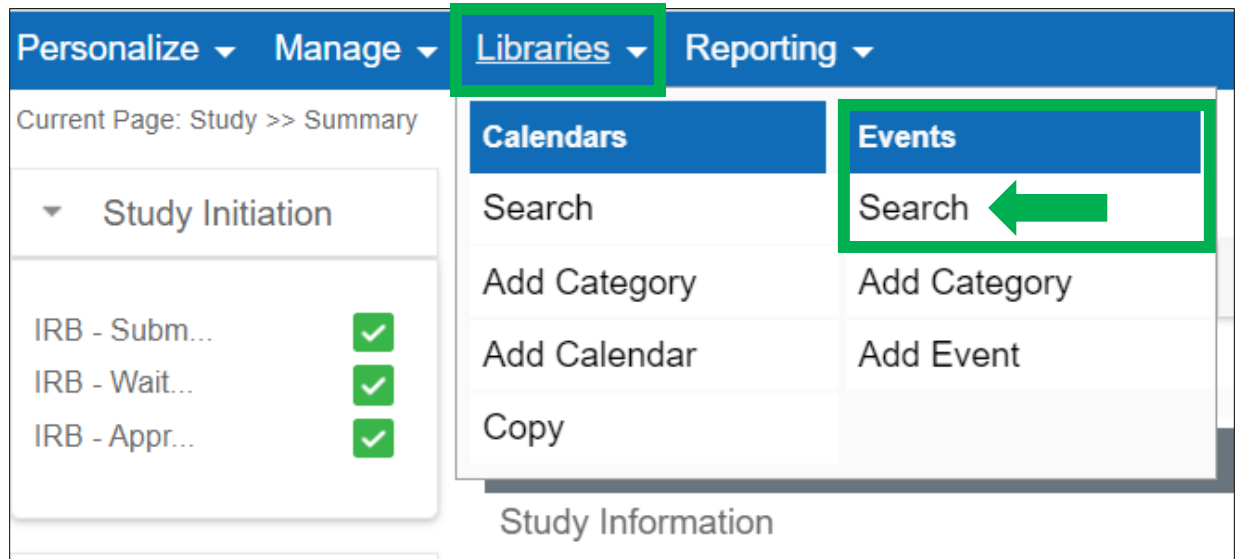 Personalize Manage Libraries Reporting
Current Page: Study >> Summary
Study Initiation
IRB - Subm...
IRB - Wait...
IRB - Appr...
Calendars
Search
Add Category
Add Calendar
Copy
Events
Search
Add Category
Add Event
Study Information